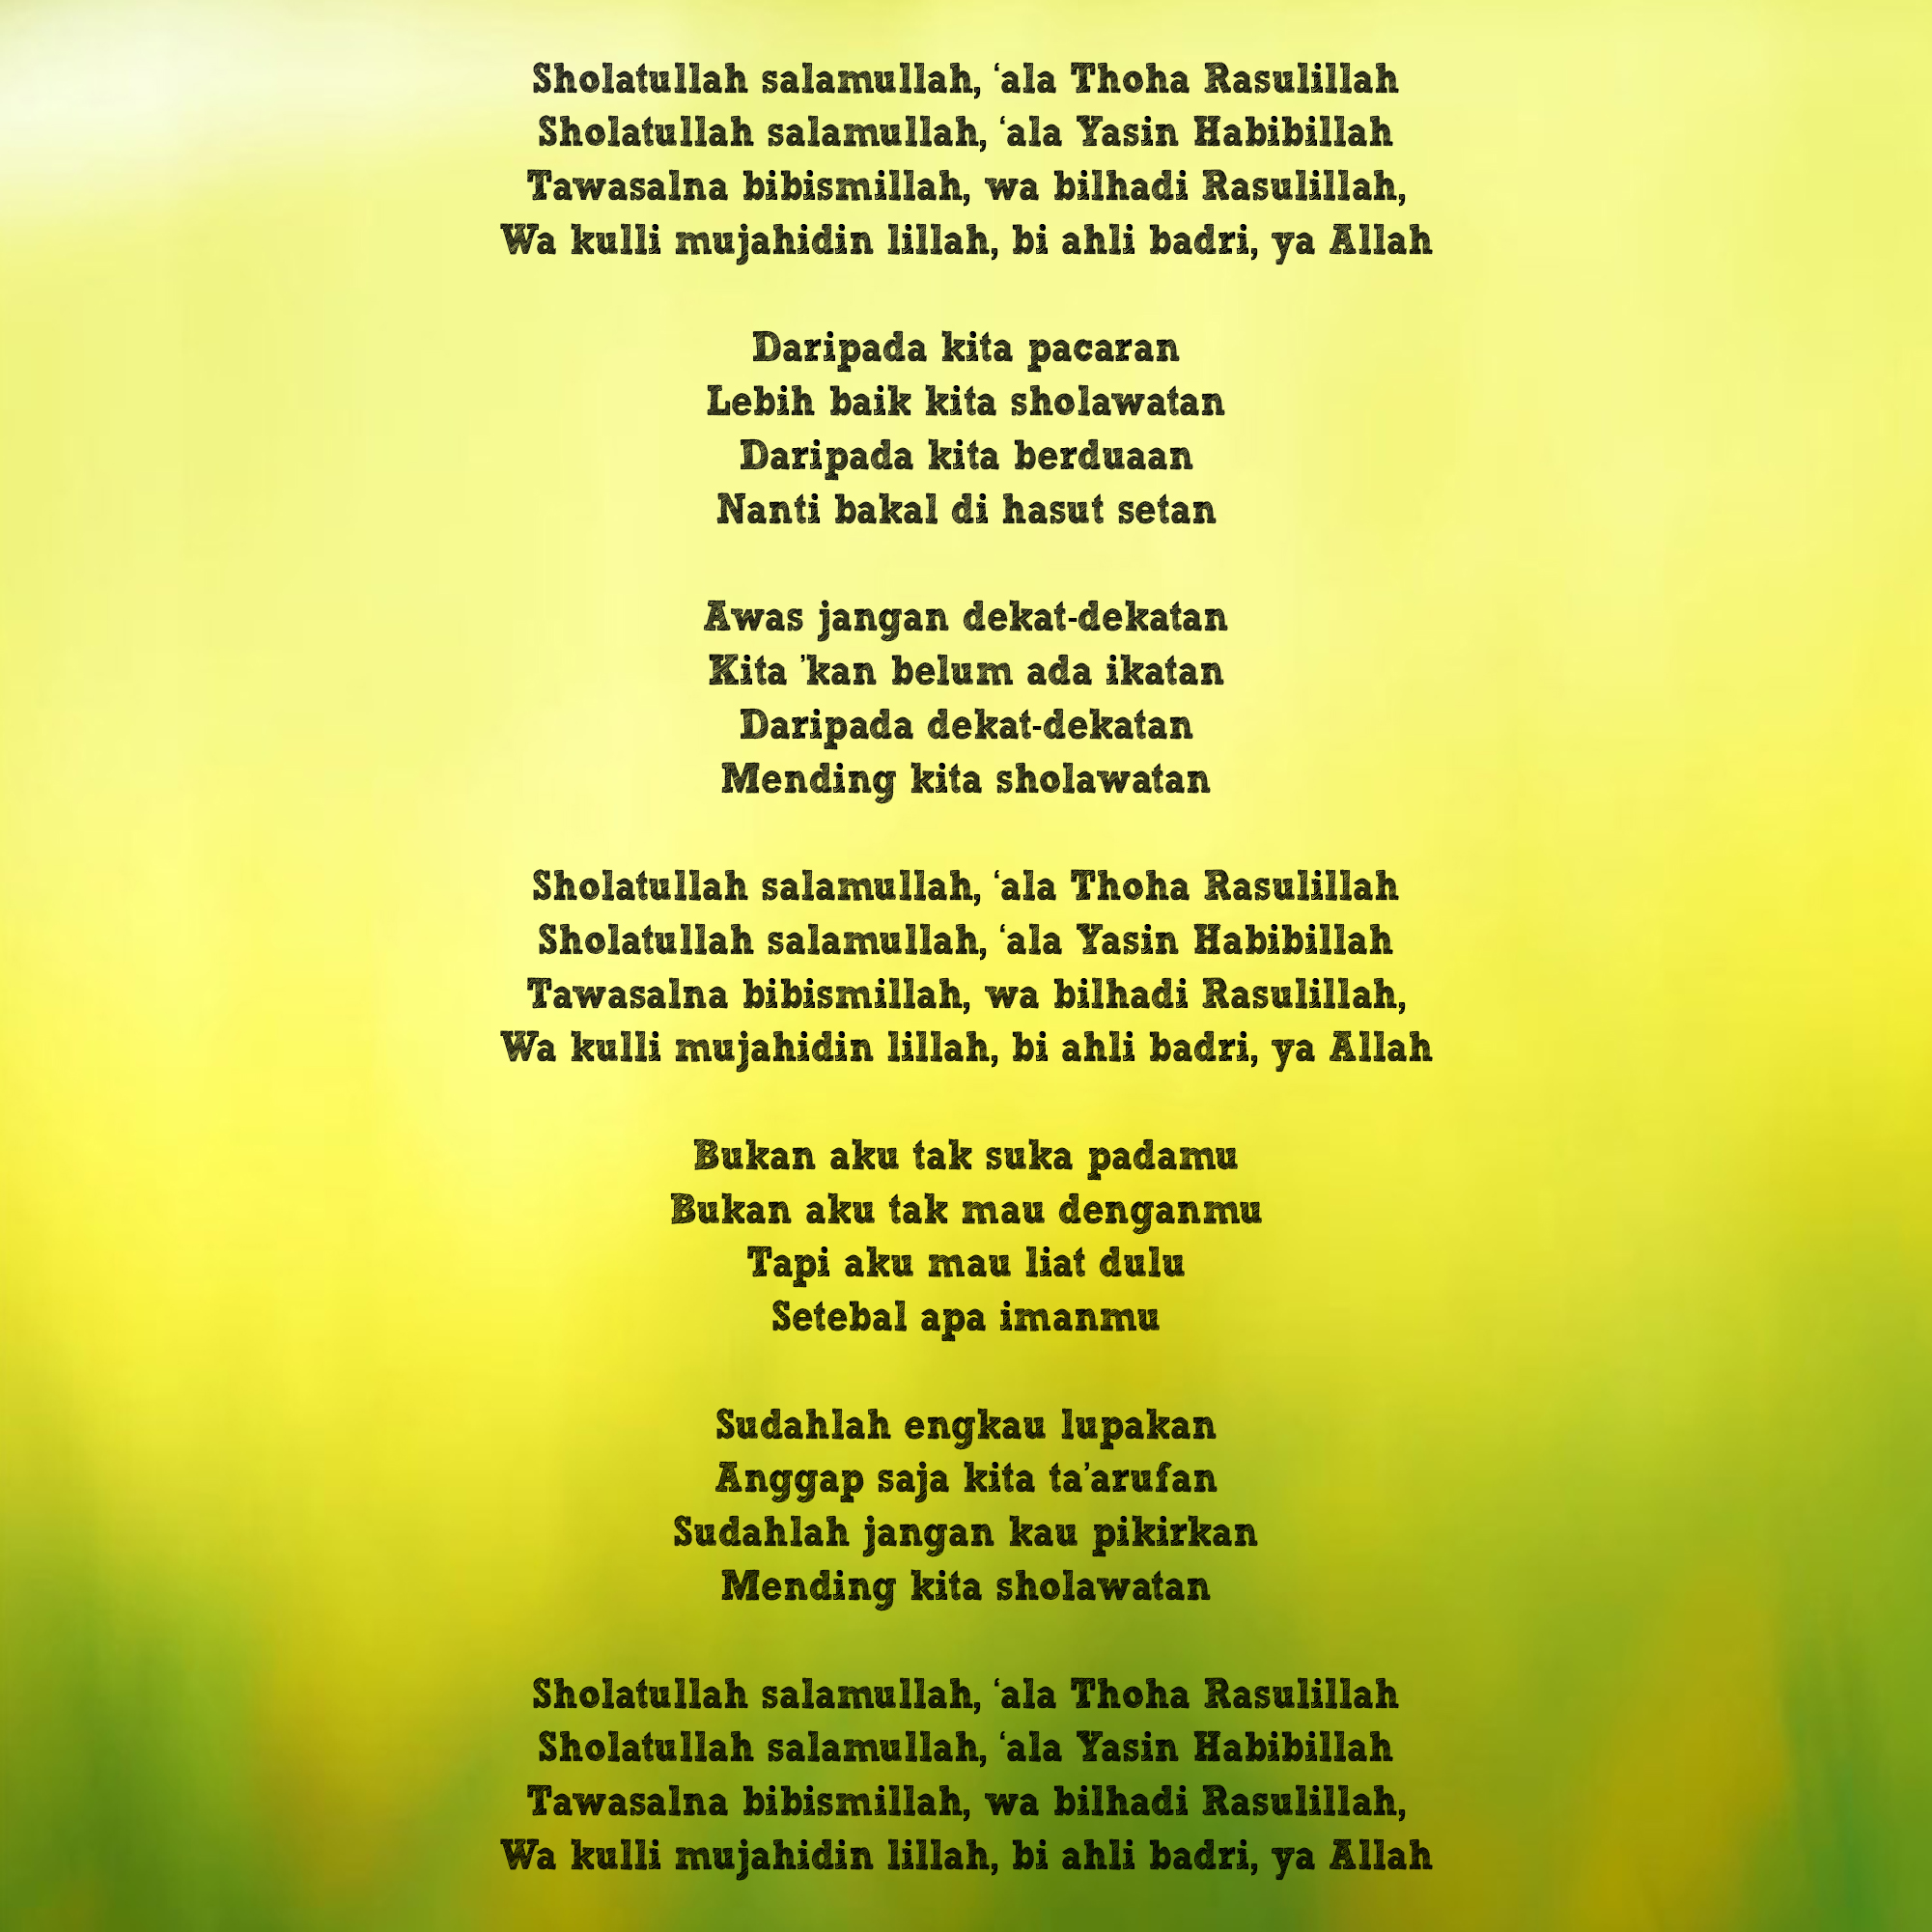 Sholatullah salamullah, ‘ala Thoha Rasulillah
Sholatullah salamullah, ‘ala Yasin Habibillah
Tawasalna bibismillah, wa bilhadi Rasulillah,
Wa kulli mujahidin lillah, bi ahli badri, ya Allah

Daripada kita pacaran
Lebih baik kita sholawatan
Daripada kita berduaan
Nanti bakal di hasut setan

Awas jangan dekat-dekatan
Kita ’kan belum ada ikatan
Daripada dekat-dekatan
Mending kita sholawatan

Sholatullah salamullah, ‘ala Thoha Rasulillah
Sholatullah salamullah, ‘ala Yasin Habibillah
Tawasalna bibismillah, wa bilhadi Rasulillah,
Wa kulli mujahidin lillah, bi ahli badri, ya Allah

Bukan aku tak suka padamu
Bukan aku tak mau denganmu
Tapi aku mau liat dulu
Setebal apa imanmu

Sudahlah engkau lupakan
Anggap saja kita ta’arufan
Sudahlah jangan kau pikirkan
Mending kita sholawatan

Sholatullah salamullah, ‘ala Thoha Rasulillah
Sholatullah salamullah, ‘ala Yasin Habibillah
Tawasalna bibismillah, wa bilhadi Rasulillah,
Wa kulli mujahidin lillah, bi ahli badri, ya Allah